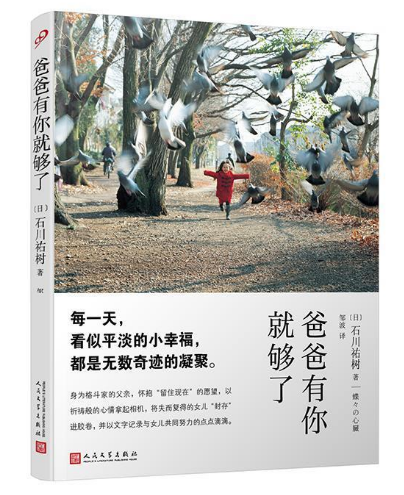 爸爸有你就够了
〔日〕石川祐树 著
邹
每一天，
看似平淡的小幸福，
都是无数奇迹的凝聚。
身为格斗家的父亲，怀抱“留住现在”的愿望，以
祈祷般的心情拿起相机，将失而复得的女儿“封存”
进胶卷，并以文字记录与女儿共同努力的点点滴滴。
人民文学出版社
爸爸有你
就够了
〔日〕石川祐树 著
蝶々の心臓
邹波 译